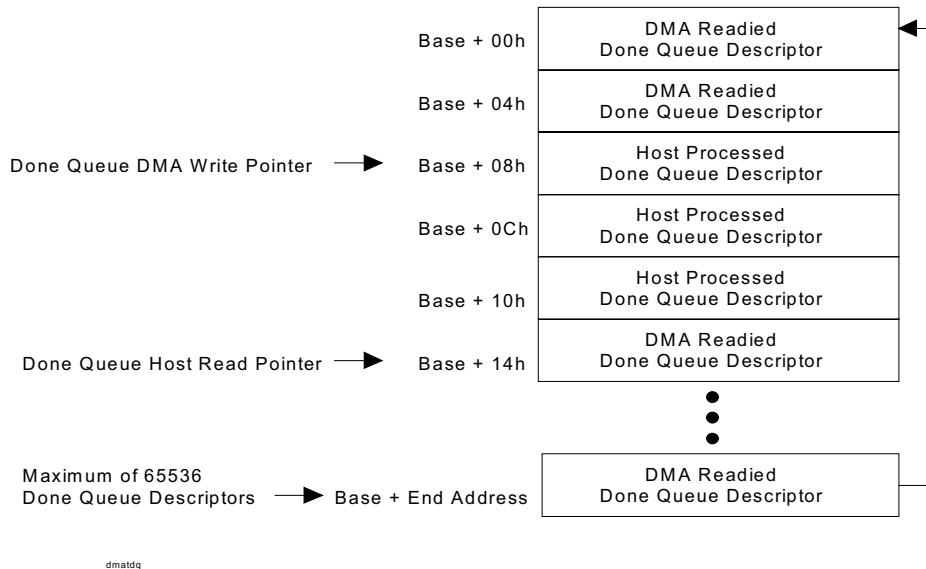 Base + 00h
DMA Readied
Done Queue Descriptor
Base + 04h
DMA Readied
Done Queue Descriptor
Done Queue DMA Write Pointer
Base + 08h
Host Processed
Done Queue Descriptor
Base + 0Ch
Host Processed
Done Queue Descriptor
Base + 10h
Host Processed
Done Queue Descriptor
Done Queue Host Read Pointer
Base + 14h
DMA Readied
Done Queue Descriptor
Maximum of 65536
Done Queue Descriptors
Base + End Address
DMA Readied
Done Queue Descriptor
dmatdq